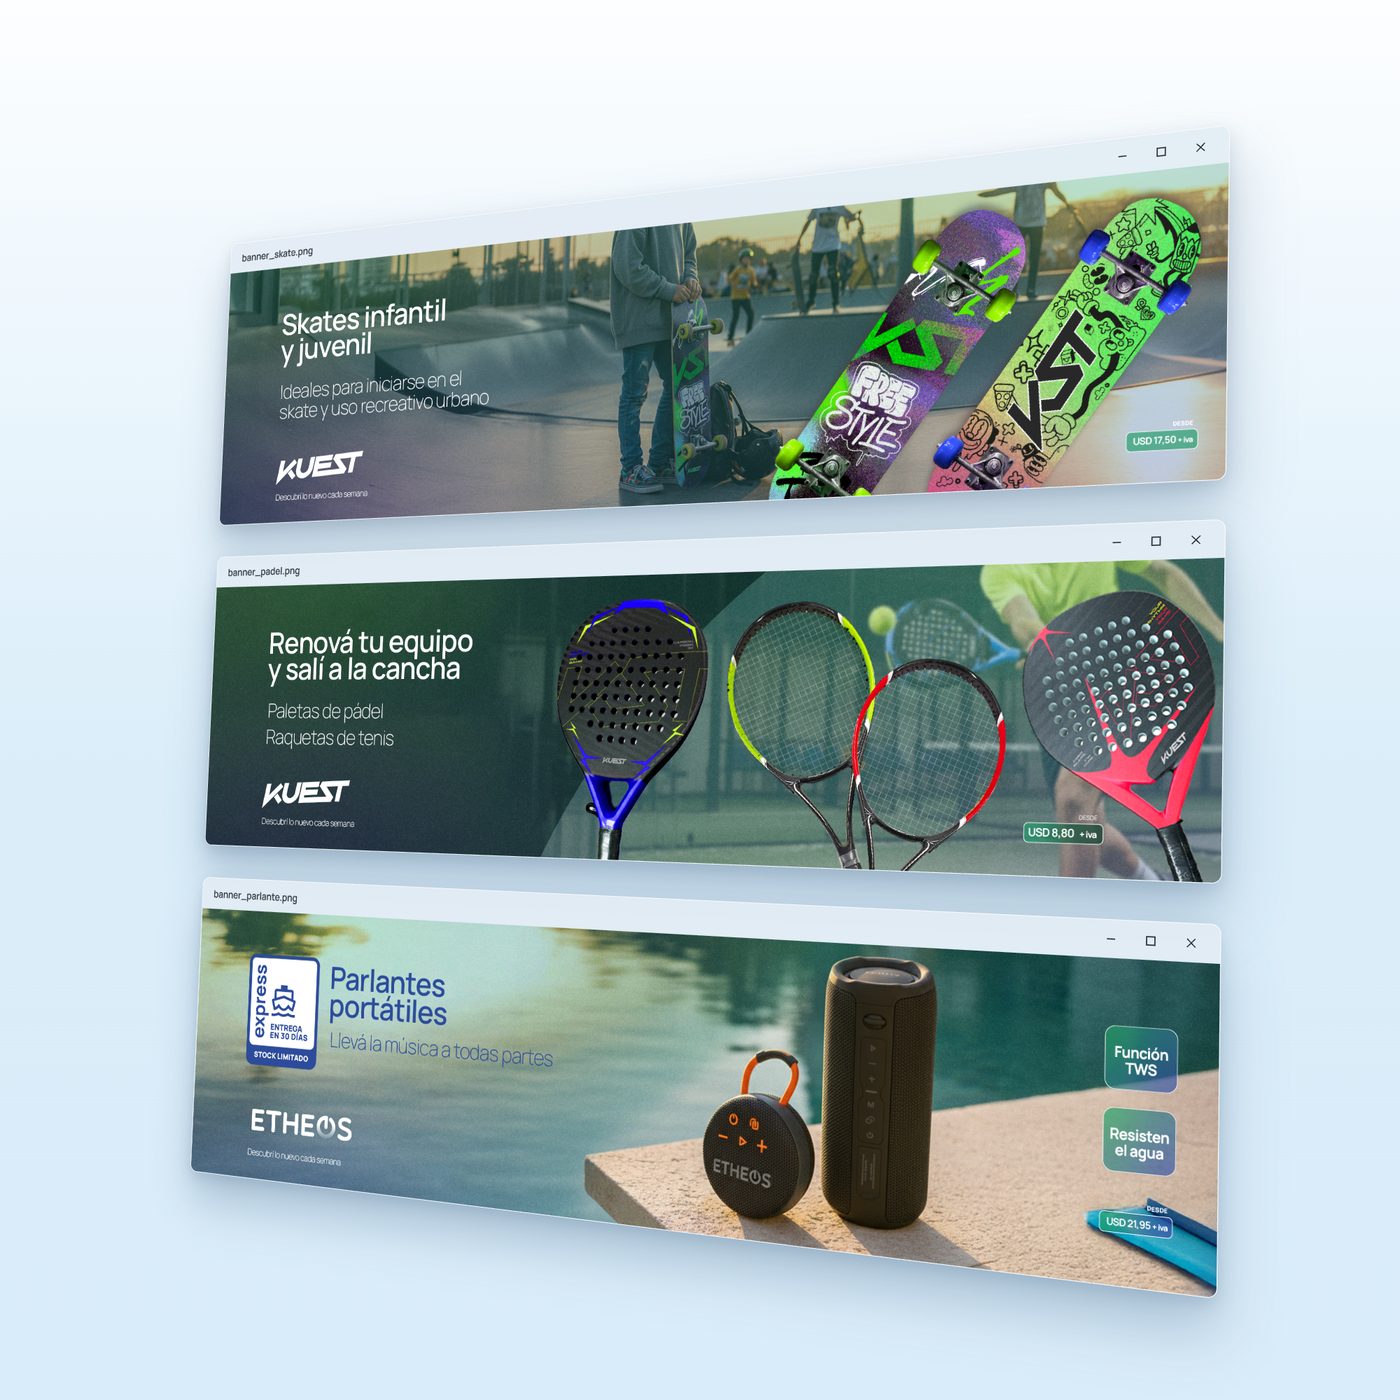 banner_skate.png
Skates infantil
y juvenil
Ideales para iniciarse en el
skate y uso recreativo urbano
KUEST
Descubrí lo nuevo cada semana
KS
FREE
STYLE
KST
DESDE
USD 17,50 + iva
banner_padel.png
Renová tu equipo
y salí a la cancha
Paletas de pádel
Raquetas de tenis
KUEST
Descubrí lo nuevo cada semana
KUEST
KUEST
DESDE
USD 8,80 + iva
banner_parlante.png
express
ENTREGA
EN 30 DÍAS
STOCK LIMITADO
Parlantes
portátiles
Llevá la música a todas partes
ETHEOS
Descubrí lo nuevo cada semana
ETHEOS
Función
TWS
Resisten
el agua
DESDE
USD 21,95 + iva